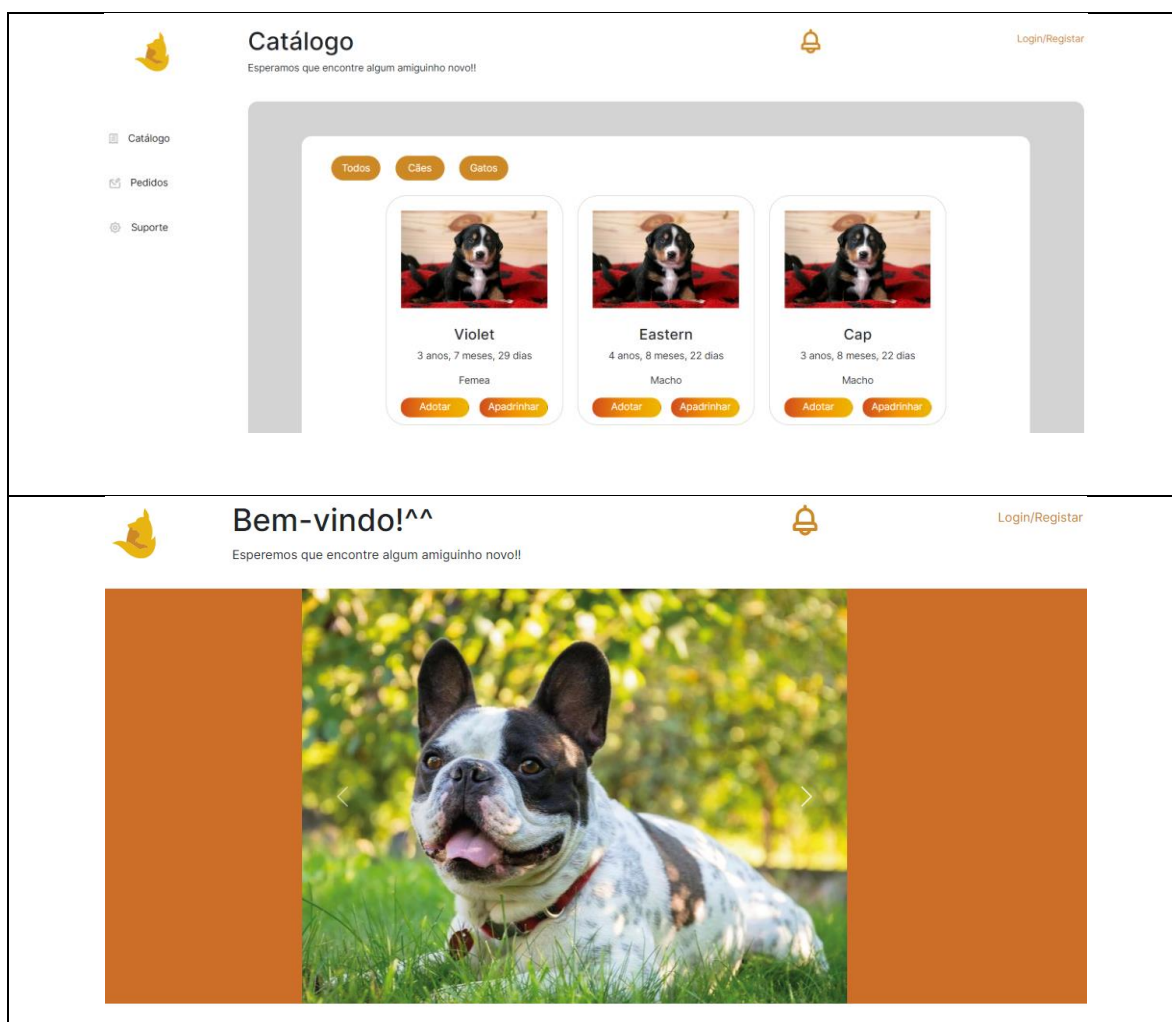 Catálogo
Login/Registar
Esperamos que encontre algum amiguinho novo!!
Catálogo
Pedidos
Suporte
Todos Cães Gatos
Violet Eastern Cap
3 anos, 7 meses, 29 dias 4 anos, 8 meses, 22 dias 3 anos, 8 meses, 22 dias
Femea Macho Macho
Adotar Apadrinhar Adotar Apadrinhar Adotar Apadrinhar
Bem-vindo!^^
Login/Registar
Esperemos que encontre algum amiguinho novo!!